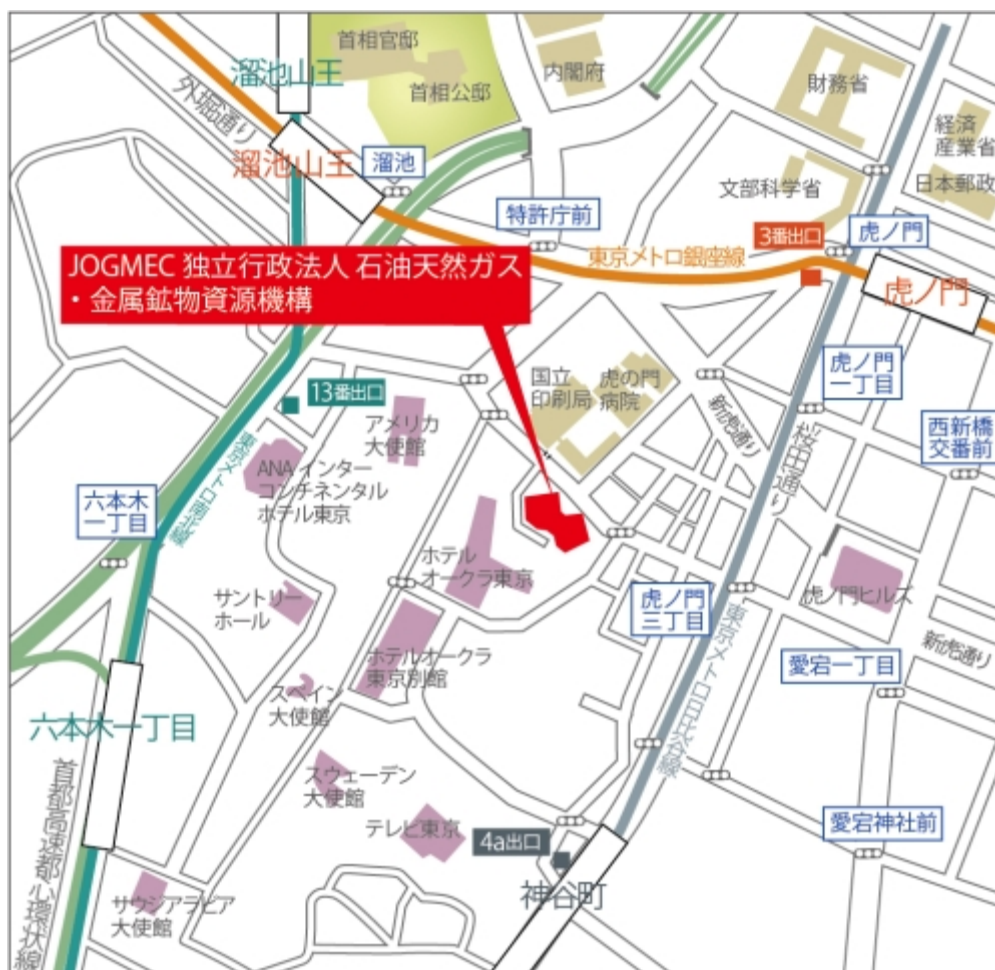 首相官邸
溜池山王
首相公邸
内閣府
財務省
外堀通り
経済
産業省
溜池山王
溜池
文部科学省
日本郵政
特許庁前
3番出口
虎ノ門
東京メトロ銀座線
JOGMEC 独立行政法人 石油天然ガス
・金属鉱物資源機構
虎ノ門
虎ノ門
一丁目
国立
印刷局
虎の門
病院
13番出口
アメリカ
大使館
新虎通り
西新橋
交番前
桜田通り
東京メトロ南北線
ANA インター
コンチネンタル
ホテル東京
六本木
一丁目
ホテル
オークラ東京
サントリー
ホール
虎ノ門
三丁目
虎ノ門ヒルズ
東京メトロ日比谷線
新虎通り
ホテルオークラ
東京別館
愛宕一丁目
スペイン
大使館
六本木一丁目
首都高速都心環状線
スウェーデン
大使館
テレビ東京
4a出口
愛宕神社前
神谷町
サウジアラビア
大使館